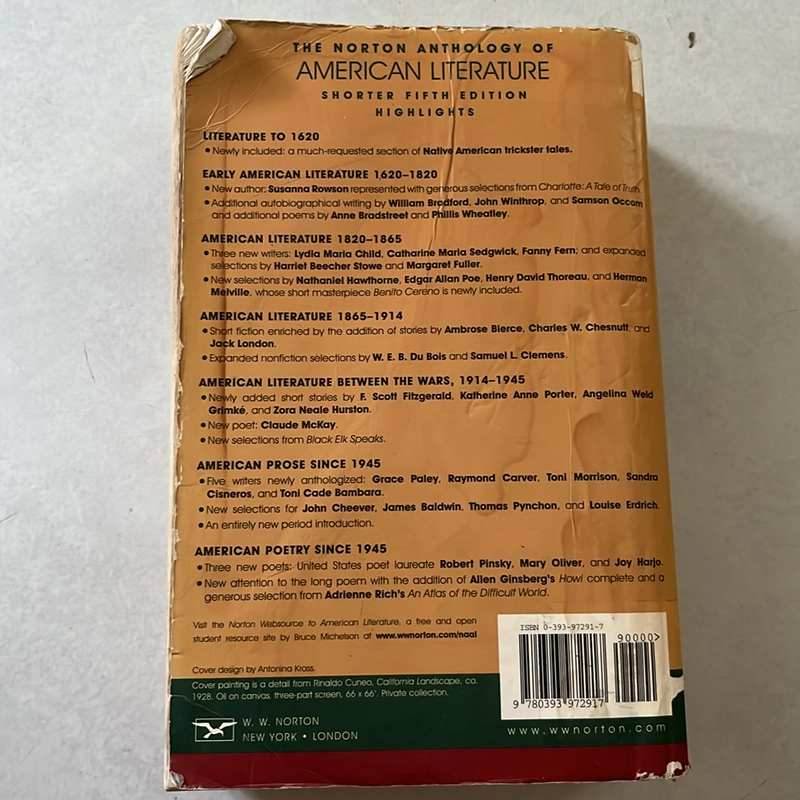 THE NORTON ANTHOLOGY OF
AMERICAN LITERATURE
SHORTER FIFTH EDITION
HIGHLIGHTS
LITERATURE TO 1620
• Newly included: a much-requested section of Native American trickster tales.
EARLY AMERICAN LITERATURE 1620–1820
• New author: Susanna Rowson represented with generous selections from Charlotte: A Tale of Truth.
• Additional autobiographical writing by William Bradford, John Winthrop, and Samson Occom
and additional poems by Anne Bradstreet and Phillis Wheatley.
AMERICAN LITERATURE 1820–1865
• Three new writers: Lydia Maria Child, Catharine Maria Sedgwick, Fanny Fern; and expanded
selections by Harriet Beecher Stowe and Margaret Fuller.
• New selections by Nathaniel Hawthorne, Edgar Allan Poe, Henry David Thoreau, and Herman
Melville, whose short masterpiece Benito Cereno is newly included.
AMERICAN LITERATURE 1865–1914
• Short fiction enriched by the addition of stories by Ambrose Bierce, Charles W. Chesnutt, and
Jack London.
• Expanded nonfiction selections by W. E. B. Du Bois and Samuel L. Clemens.
AMERICAN LITERATURE BETWEEN THE WARS, 1914–1945
• Newly added short stories by F. Scott Fitzgerald, Katherine Anne Porter, Angelina Weld
Grimké, and Zora Neale Hurston.
• New poet: Claude McKay.
• New selections from Black Elk Speaks.
AMERICAN PROSE SINCE 1945
• Five writers newly anthologized: Grace Paley, Raymond Carver, Toni Morrison, Sandra
Cisneros, and Toni Cade Bambara.
• New selections for John Cheever, James Baldwin, Thomas Pynchon, and Louise Erdrich.
• An entirely new period introduction.
AMERICAN POETRY SINCE 1945
• Three new poets: United States poet laureate Robert Pinsky, Mary Oliver, and Joy Harjo.
• New attention to the long poem with the addition of Allen Ginsberg's Howl complete and a
generous selection from Adrienne Rich's An Atlas of the Difficult World.
Visit the Norton Websource to American Literature, a free and open
student resource site by Bruce Michelson at www.wwnorton.com/naal
ISBN 0-393-97291-7
90000>
9 780393 972917
Cover design by Antonina Krass.
Cover painting is a detail from Rinaldo Cuneo, California Landscape, ca.
1928. Oil on canvas, three-part screen, 66 x 66". Private collection.
W. W. NORTON
NEW YORK • LONDON
www.wwnorton.com